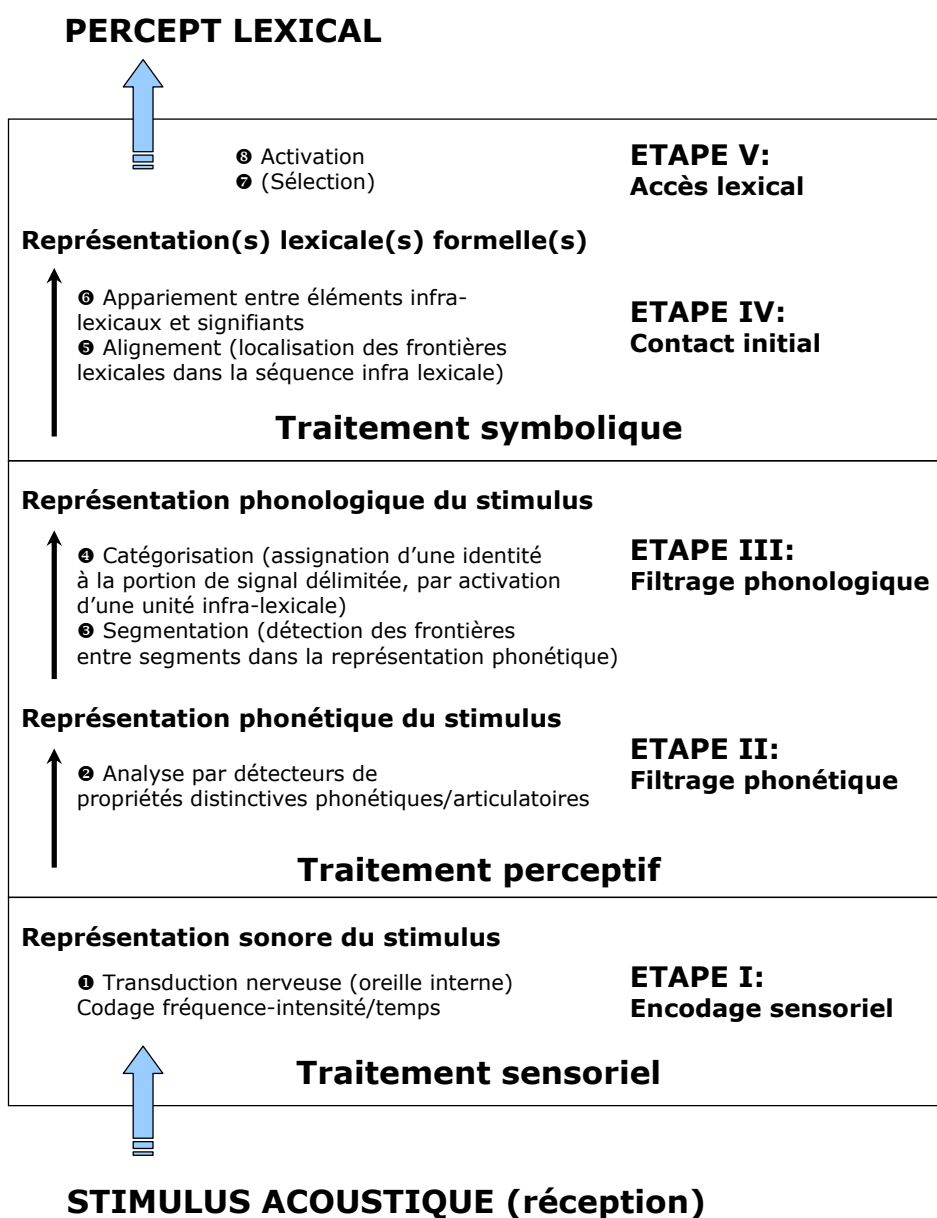 PERCEPT LEXICAL
❽ Activation
❼ (Sélection)
ETAPE V:
Accès lexical
Représentation(s) lexicale(s) formelle(s)
❻ Appariement entre éléments infra-
lexicaux et signifiants
❺ Alignement (localisation des frontières
lexicales dans la séquence infra lexicale)
ETAPE IV:
Contact initial
Traitement symbolique
Représentation phonologique du stimulus
❹ Catégorisation (assignation d’une identité
à la portion de signal délimitée, par activation
d’une unité infra-lexicale)
❸ Segmentation (détection des frontières
entre segments dans la représentation phonétique)
ETAPE III:
Filtrage phonologique
Représentation phonétique du stimulus
❷ Analyse par détecteurs de
propriétés distinctives phonétiques/articulatoires
ETAPE II:
Filtrage phonétique
Traitement perceptif
Représentation sonore du stimulus
❶ Transduction nerveuse (oreille interne)
Codage fréquence-intensité/temps
ETAPE I:
Encodage sensoriel
Traitement sensoriel
STIMULUS ACOUSTIQUE (réception)